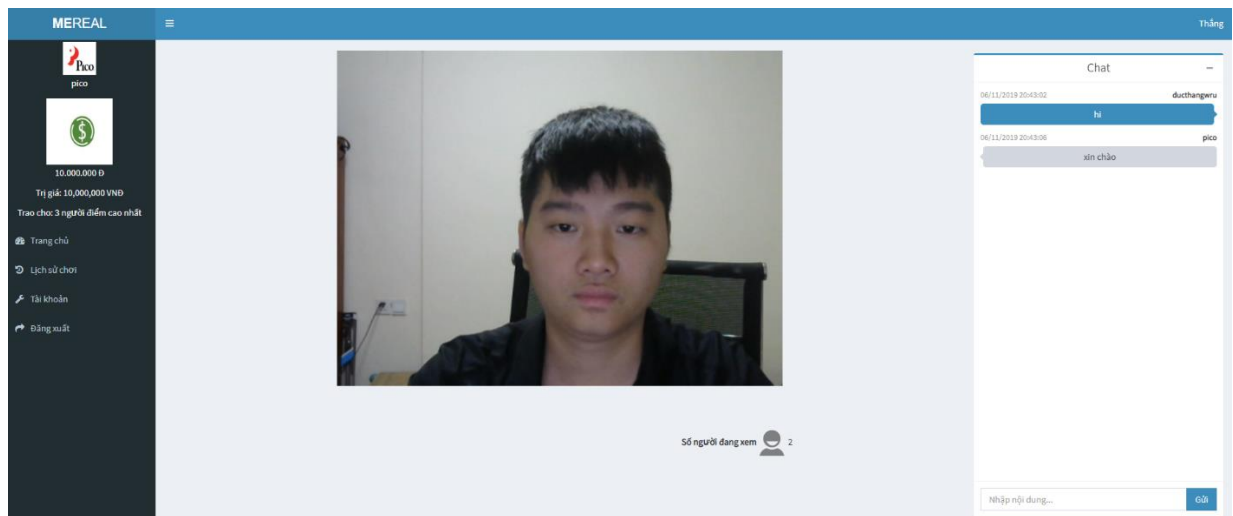 MEREAL
Thắng
Pico
pico
10.000.000 Đ
Trị giá: 10,000,000 VNĐ
Trao cho: 3 người điểm cao nhất
Trang chủ
Lịch sử chơi
Tài khoản
Đăng xuất
Số người đang xem 2
Chat
06/11/2019 20:43:02 ducthangwru
hi
06/11/2019 20:43:06 pico
xin chào
Nhập nội dung...
Gửi